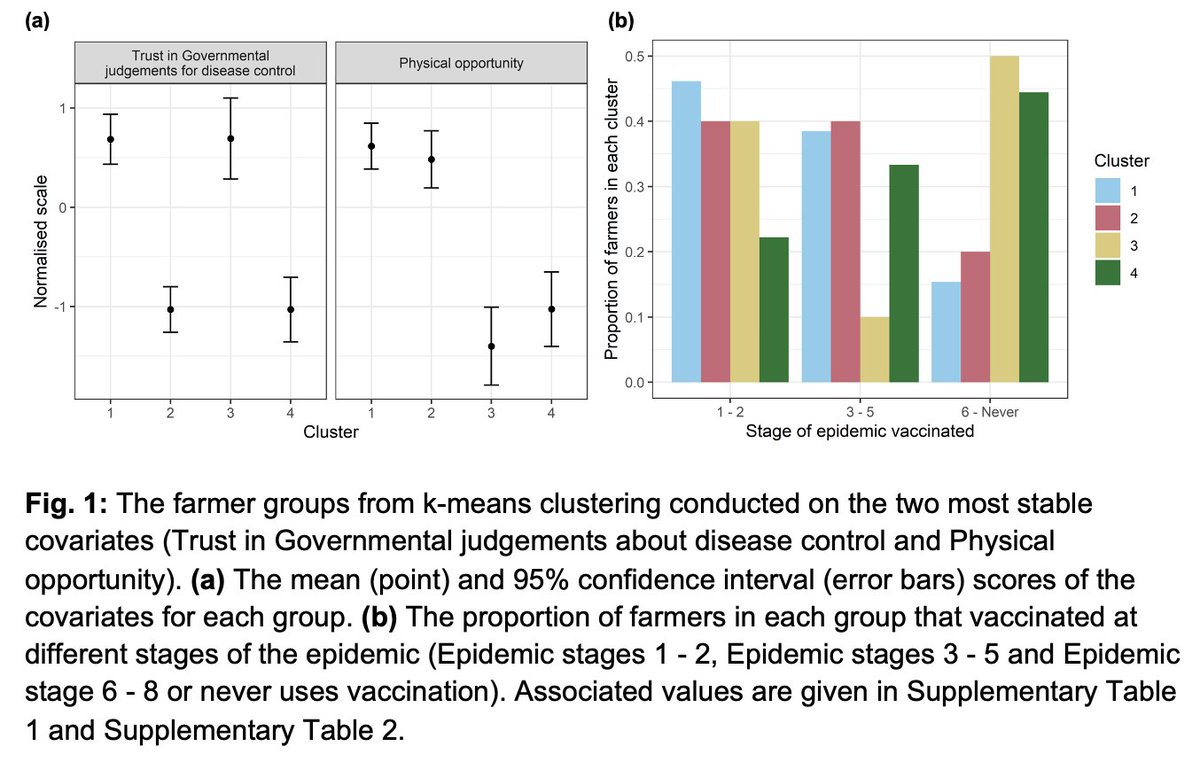 (a)
(b)
Trust in Governmental
judgements for disease control
Physical opportunity
Normalised scale
1
0
-1
1 2 3 4
1 2 3 4
Cluster
Proportion of farmers in each cluster
0.5
0.4
0.3
0.2
0.1
0.0
1 - 2
3 - 5
6 - Never
Stage of epidemic vaccinated
Cluster
1
2
3
4
Fig. 1: The farmer groups from k-means clustering conducted on the two most stable
covariates (Trust in Governmental judgements about disease control and Physical
opportunity). (a) The mean (point) and 95% confidence interval (error bars) scores of the
covariates for each group. (b) The proportion of farmers in each group that vaccinated at
different stages of the epidemic (Epidemic stages 1 - 2, Epidemic stages 3 - 5 and Epidemic
stage 6 - 8 or never uses vaccination). Associated values are given in Supplementary Table
1 and Supplementary Table 2.